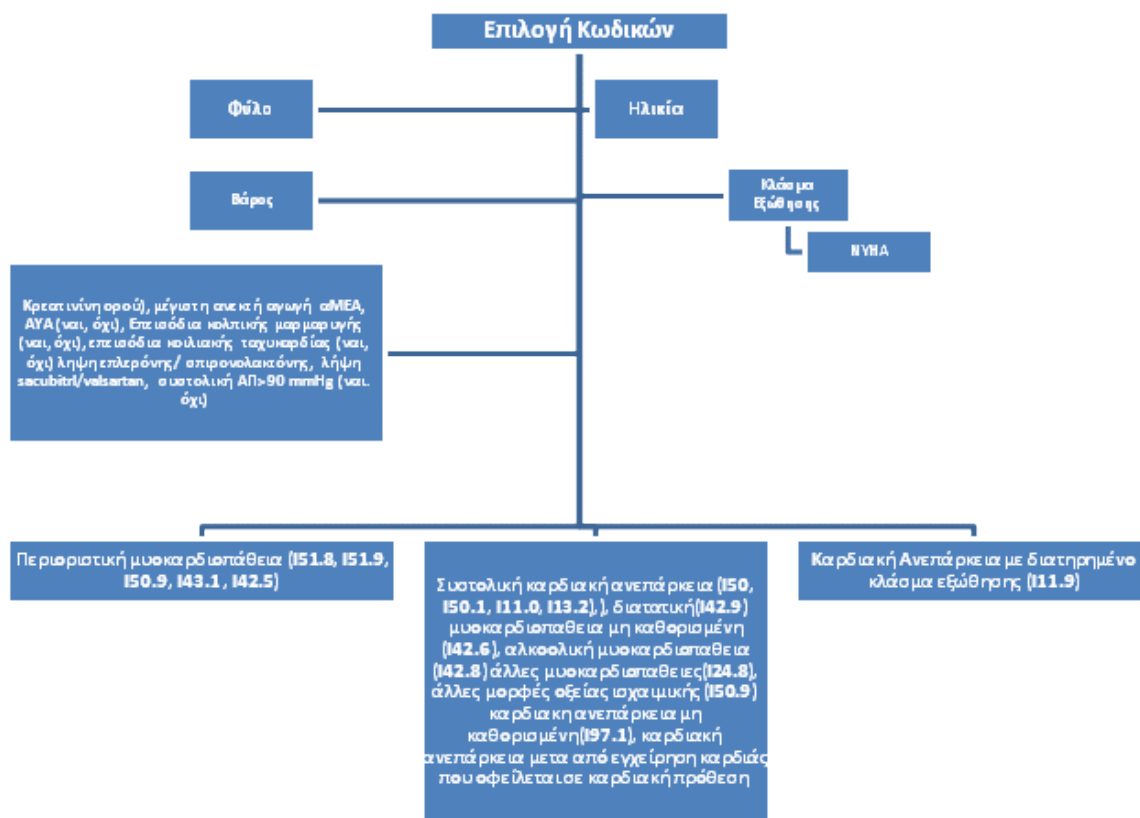 Επιλογή Κωδικών
Φύλο
Ηλικία
Βάρος
Κλάσμα
Εξώθησης
NYHA
Κρεατινίνη ορού), μέγιστη ανεκτή αγωγή αΜΕΑ,
ΑΥΑ (ναι, όχι), Επεισόδια κολπικής μαρμαρυγής
(ναι, όχι), επεισόδια κοιλιακής ταχυκαρδίας (ναι,
όχι) ληψη επλερόνης/ σπιρονολακτόνης, λήψη
sacubitrl/valsartan, συστολική ΑΠ>90 mmHg (ναι.
όχι)
Περιοριστική μυοκαρδιοπάθεια (I51.8, I51.9,
I50.9, I43.1 , I42.5)
Συστολική καρδιακή ανεπάρκεια (I50,
I50.1, I11.0, I13.2),), διατατική(I42.9)
μυοκαρδιοπαθεια μη καθορισμένη
(I42.6), αλκοολική μυοκαρδιοπαθεια
(I42.8) άλλες μυοκαρδιοπαθειες(I24.8),
άλλες μορφές οξείας ισχαιμικής (I50.9)
καρδιακη ανεπάρκεια μη
καθορισμένη(I97.1), καρδιακή
ανεπάρκεια μετα από εγχείρηση καρδιάς
που οφείλεται σε καρδιακή πρόθεση
Καρδιακή Ανεπάρκεια με διατηρημένο
κλάσμα εξώθησης (I11.9)